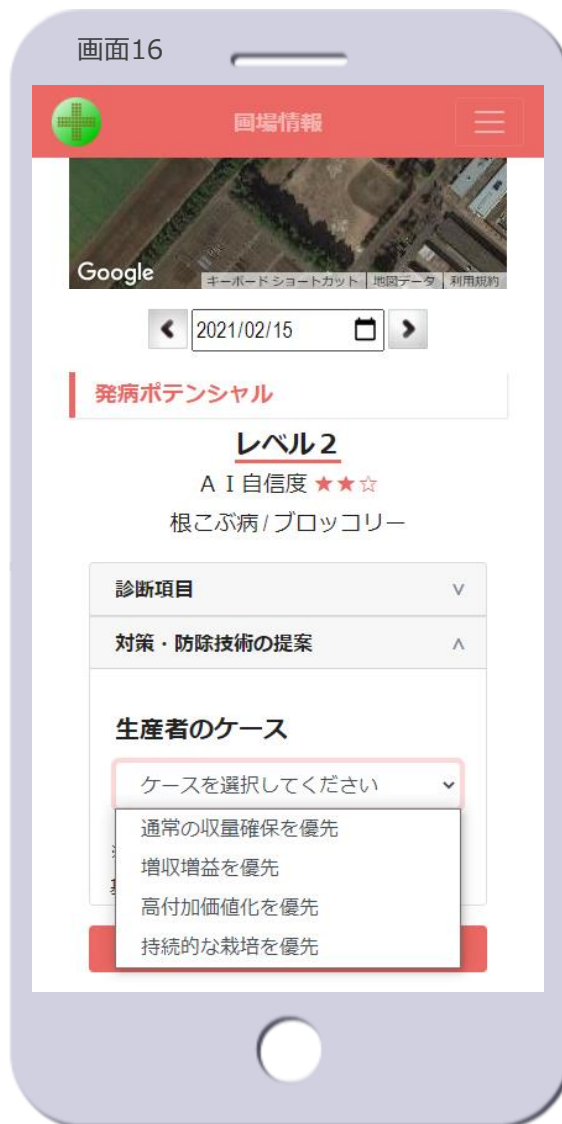 画面16
圃場情報
Google
キーボード ショートカット 地図データ 利用規約
2021/02/15
発病ポテンシャル
レベル２
ＡＩ自信度 ★★☆
根こぶ病 / ブロッコリー
診断項目 ∨
対策・防除技術の提案 ∧
生産者のケース
ケースを選択してください
通常の収量確保を優先
増収増益を優先
高付加価値化を優先
持続的な栽培を優先